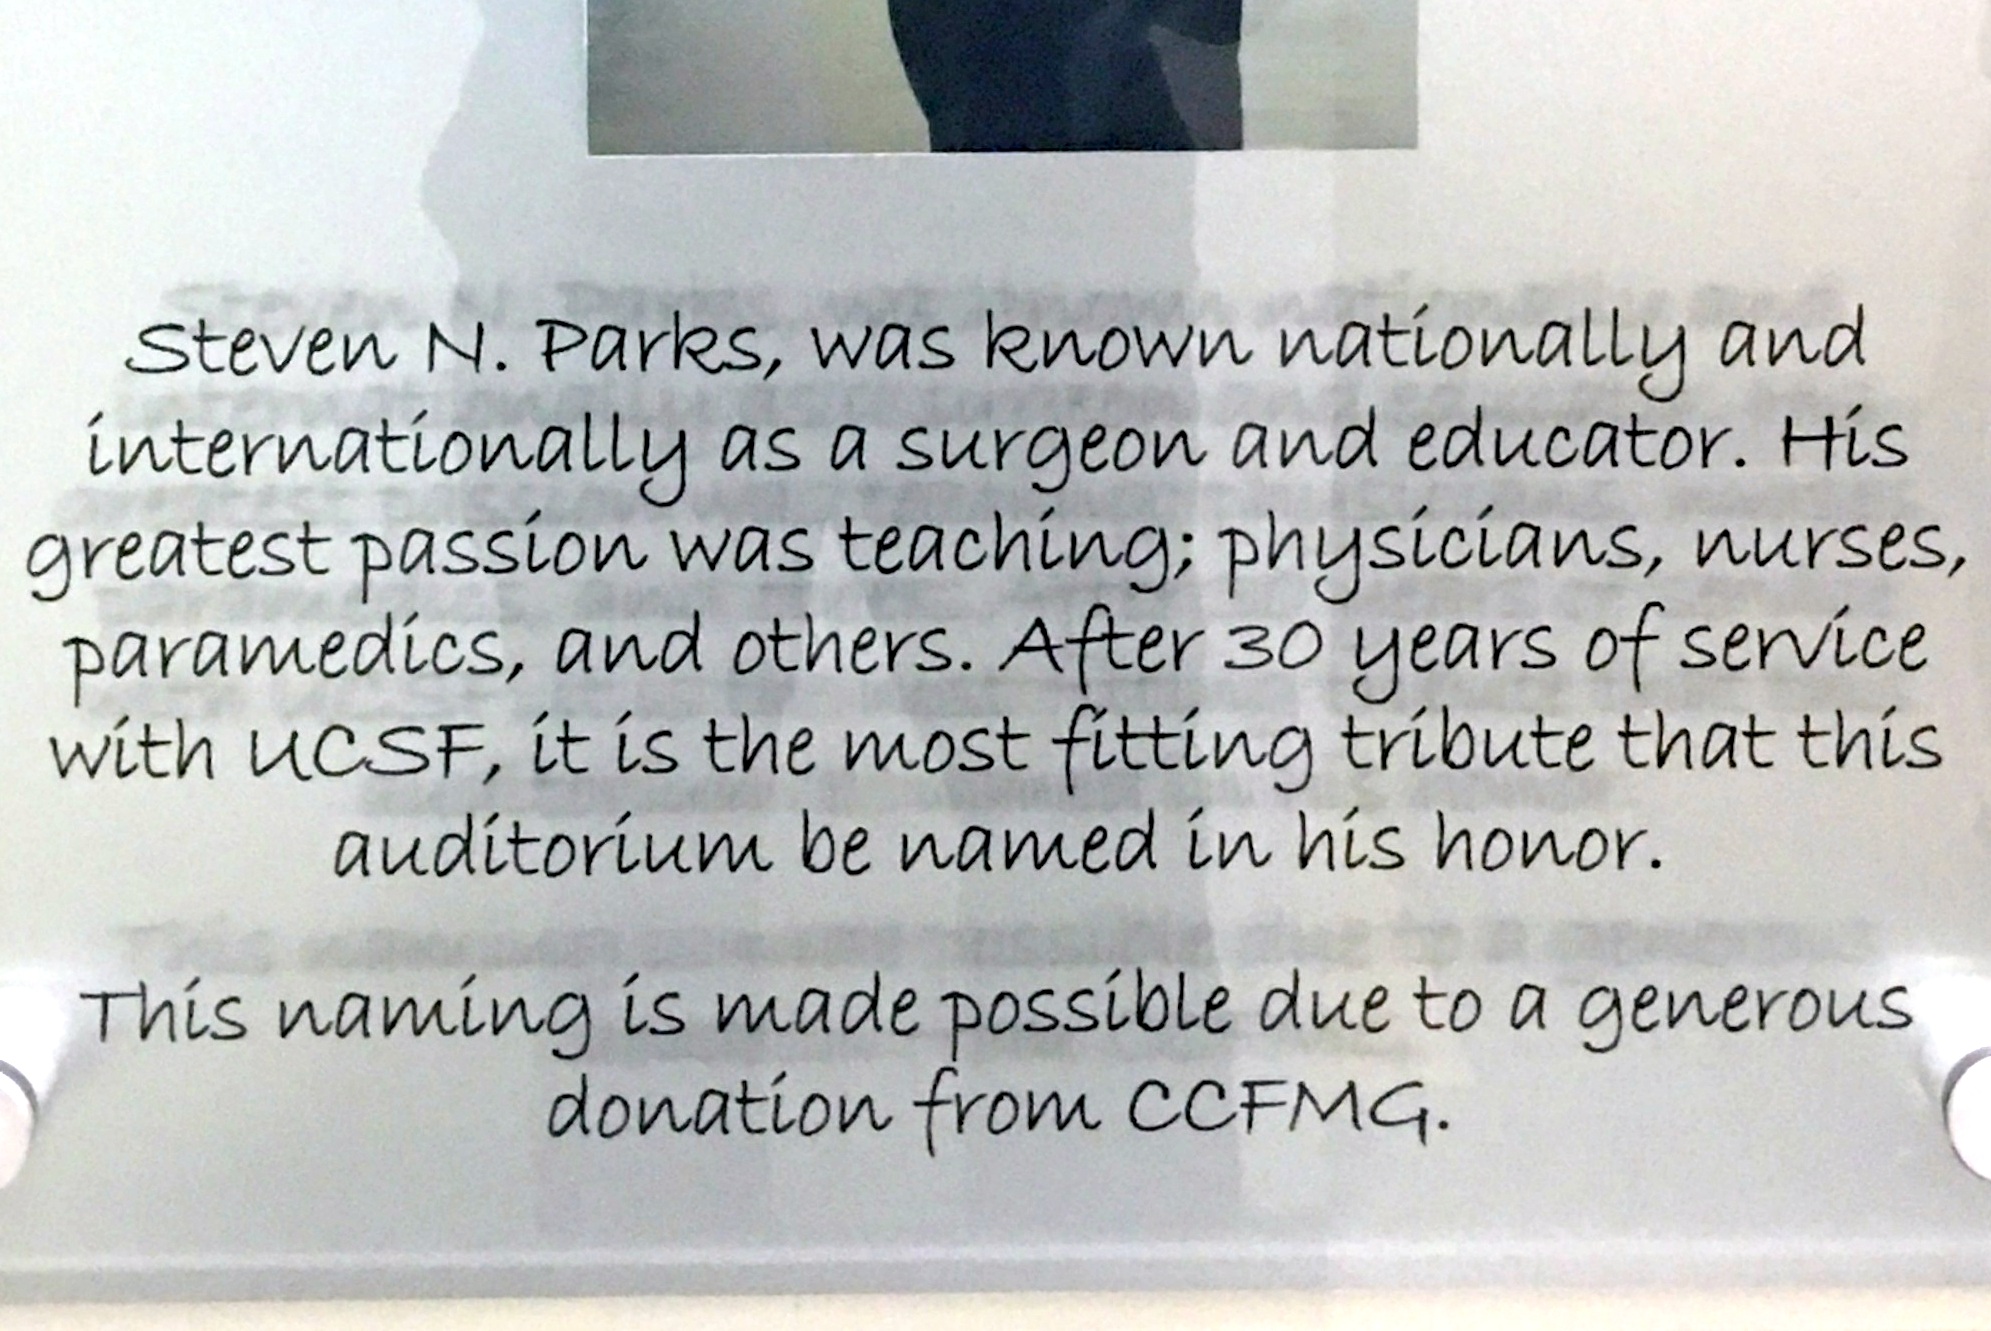 Steven N. Parks, was known nationally and
internationally as a surgeon and educator. His
greatest passion was teaching; physicians, nurses,
paramedics, and others. After 30 years of service
with UCSF, it is the most fitting tribute that this
auditorium be named in his honor.
This naming is made possible due to a generous
donation from CCFMG.